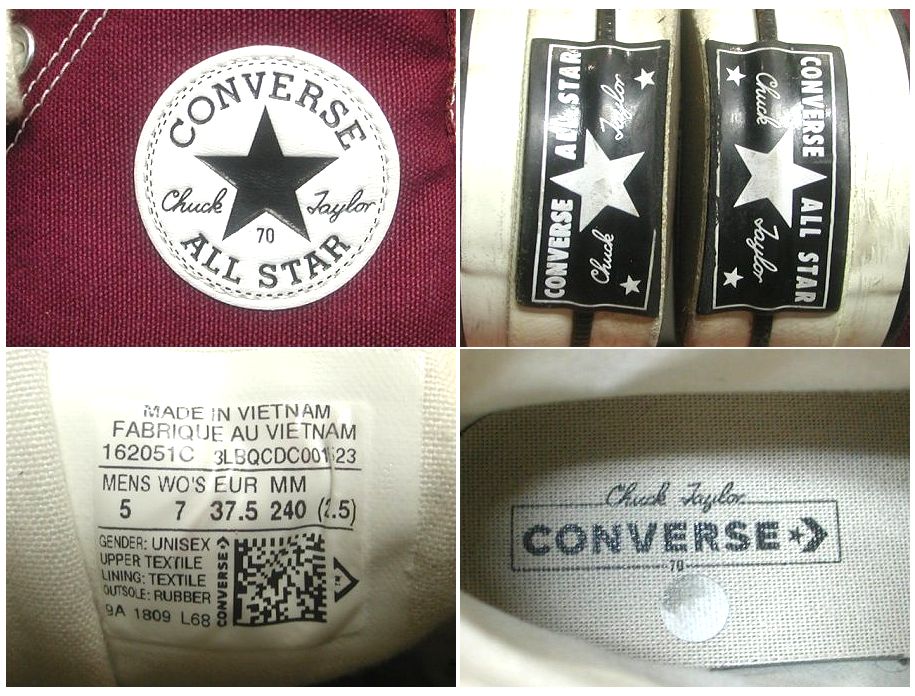 CONVERSE
Chuck Taylor
70
ALL STAR
CONVERSE ALL STAR
Chuck Taylor
CONVERSE ALL STAR
Chuck Taylor
MADE IN VIETNAM
FABRIQUE AU VIETNAM
162051C
MENS WO'S EUR MM
5 7 37.5 240
GENDER: UNISEX
UPPER TEXTILE
LINING: TEXTILE
OUTSOLE: RUBBER
9A 1809 L68
CONVERSE
Chuck Taylor
CONVERSE
70